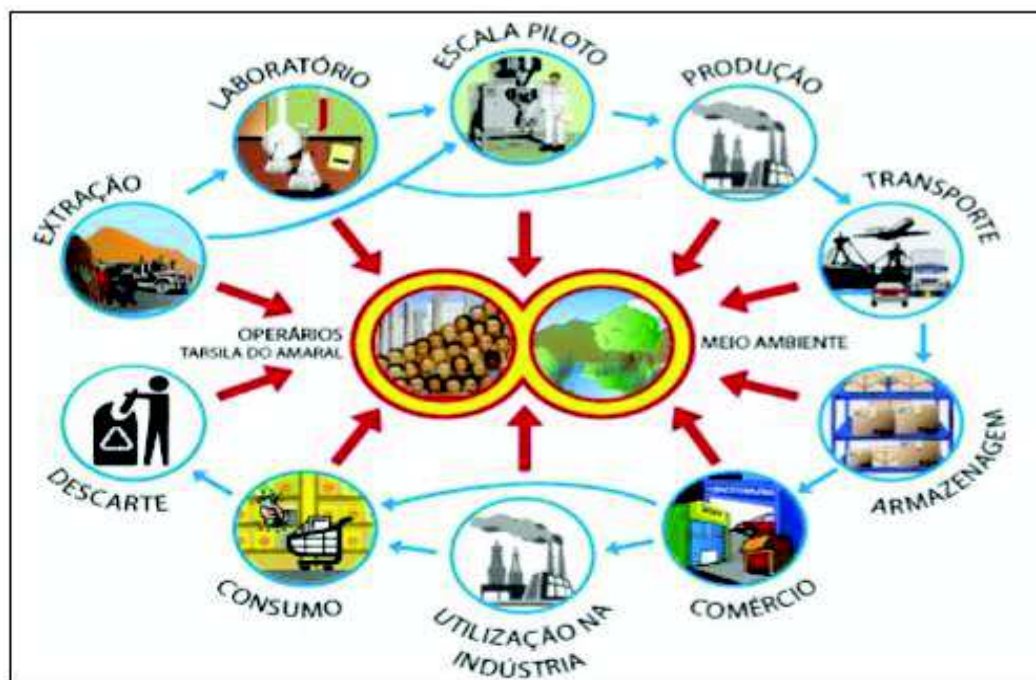 EXTRAÇÃO
LABORATÓRIO
ESCALA PILOTO
PRODUÇÃO
TRANSPORTE
OPERÁRIOS
TARSILA DO AMARAL
MEIO AMBIENTE
ARMAZENAGEM
COMÉRCIO
UTILIZAÇÃO NA
INDÚSTRIA
CONSUMO
DESCARTE